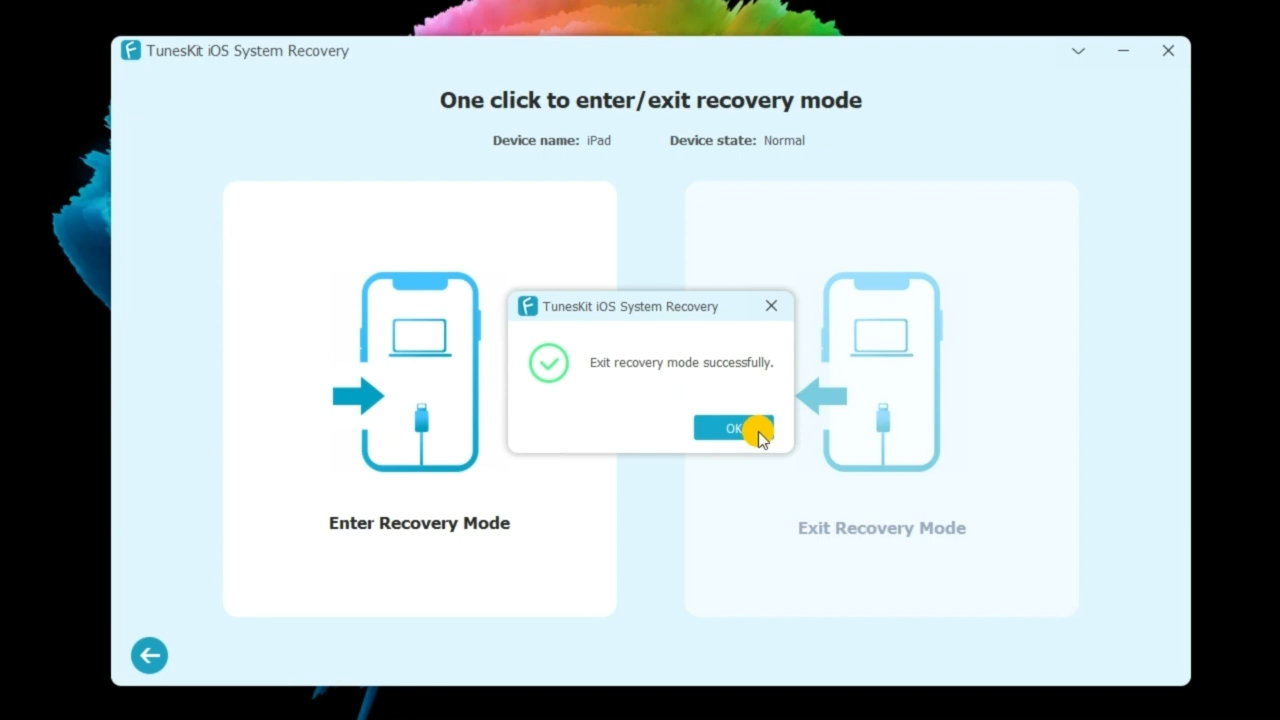 TunesKit iOS System Recovery
One click to enter/exit recovery mode
Device name: iPad Device state: Normal
TunesKit iOS System Recovery
Exit recovery mode successfully.
OK
Enter Recovery Mode
Exit Recovery Mode